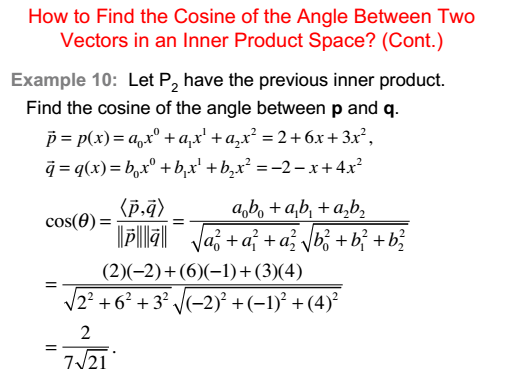 How to Find the Cosine of the Angle Between Two
Vectors in an Inner Product Space? (Cont.)
Example 10: Let P₂ have the previous inner product.
Find the cosine of the angle between p and q.
p⃗ = p(x) = a₀x⁰ + a₁x¹ + a₂x² = 2 + 6x + 3x²,
q⃗ = q(x) = b₀x⁰ + b₁x¹ + b₂x² = −2 − x + 4x²
cos(θ) = ⟨p⃗,q⃗⟩ / ‖p⃗‖‖q⃗‖ = (a₀b₀ + a₁b₁ + a₂b₂) / √(a₀² + a₁² + a₂²) √(b₀² + b₁² + b₂²)
= ((2)(−2) + (6)(−1) + (3)(4)) / √(2² + 6² + 3²) √((−2)² + (−1)² + (4)²)
= 2 / 7√21 .